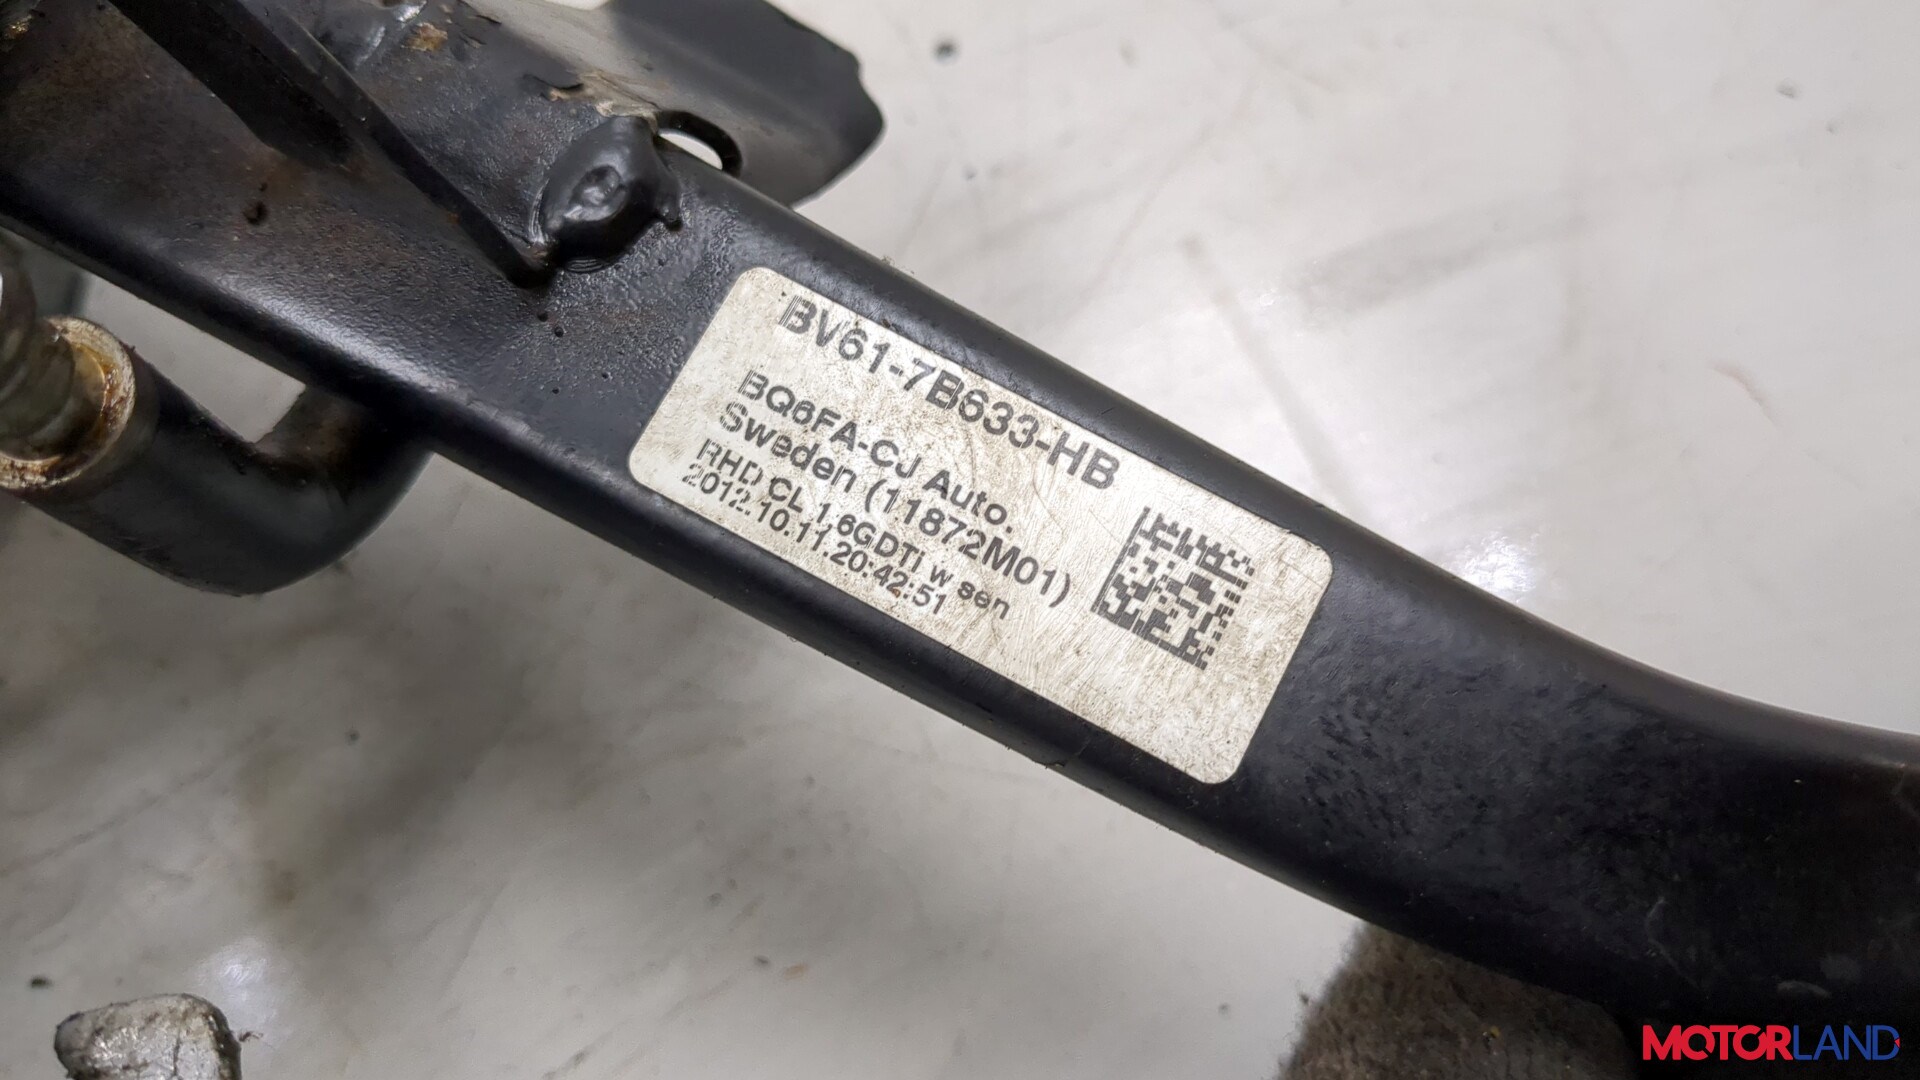 BV61-7B633-HB
BQ6FA-CJ Auto.
Sweden (11872M01)
RHD CL 1.6GDTi w sen
2012.10.11.20:42:51
MOTORLAND